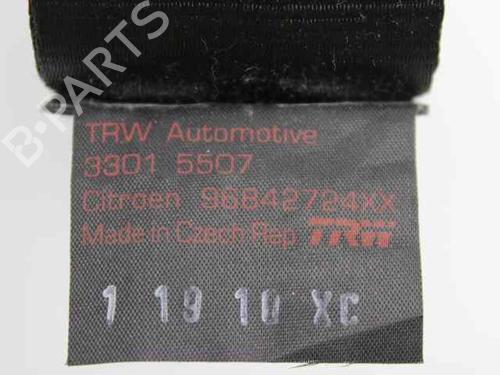 B-PARTS
TRW Automotive
3301 5507
Citroen 96842724XX
Made in Czech Rep TRW
1 19 10 XC